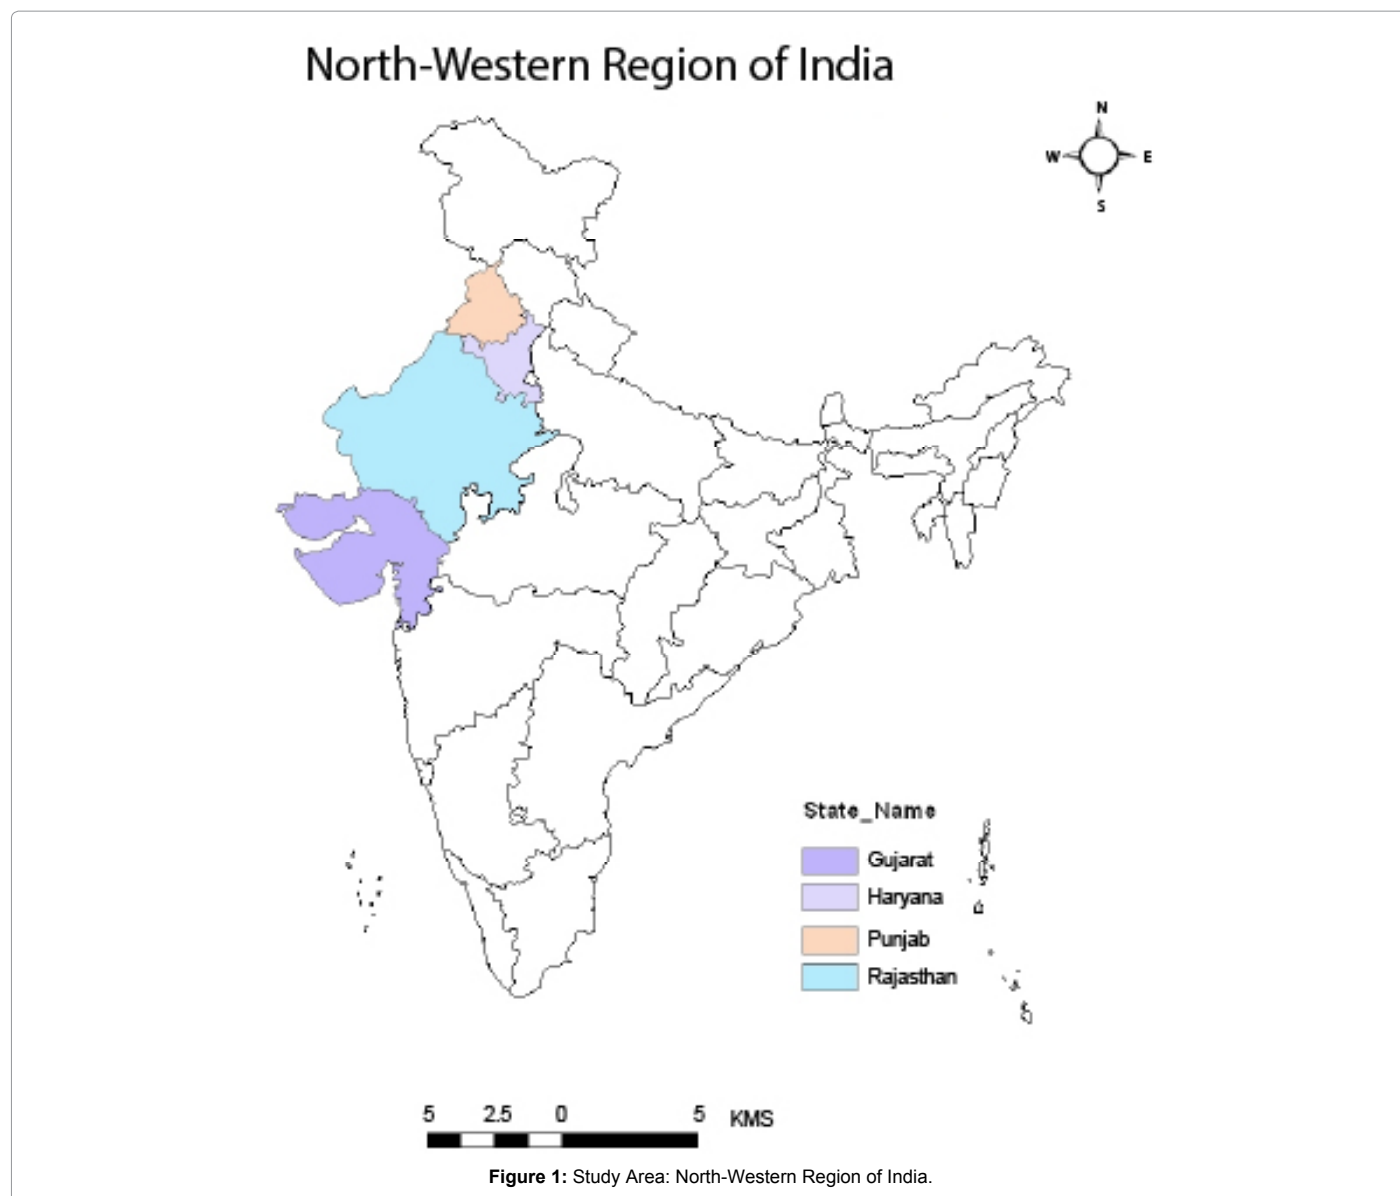 North-Western Region of India
N
W E
S
State_Name
Gujarat
Haryana
Punjab
Rajasthan
5 2.5 0 5 KMS
Figure 1: Study Area: North-Western Region of India.